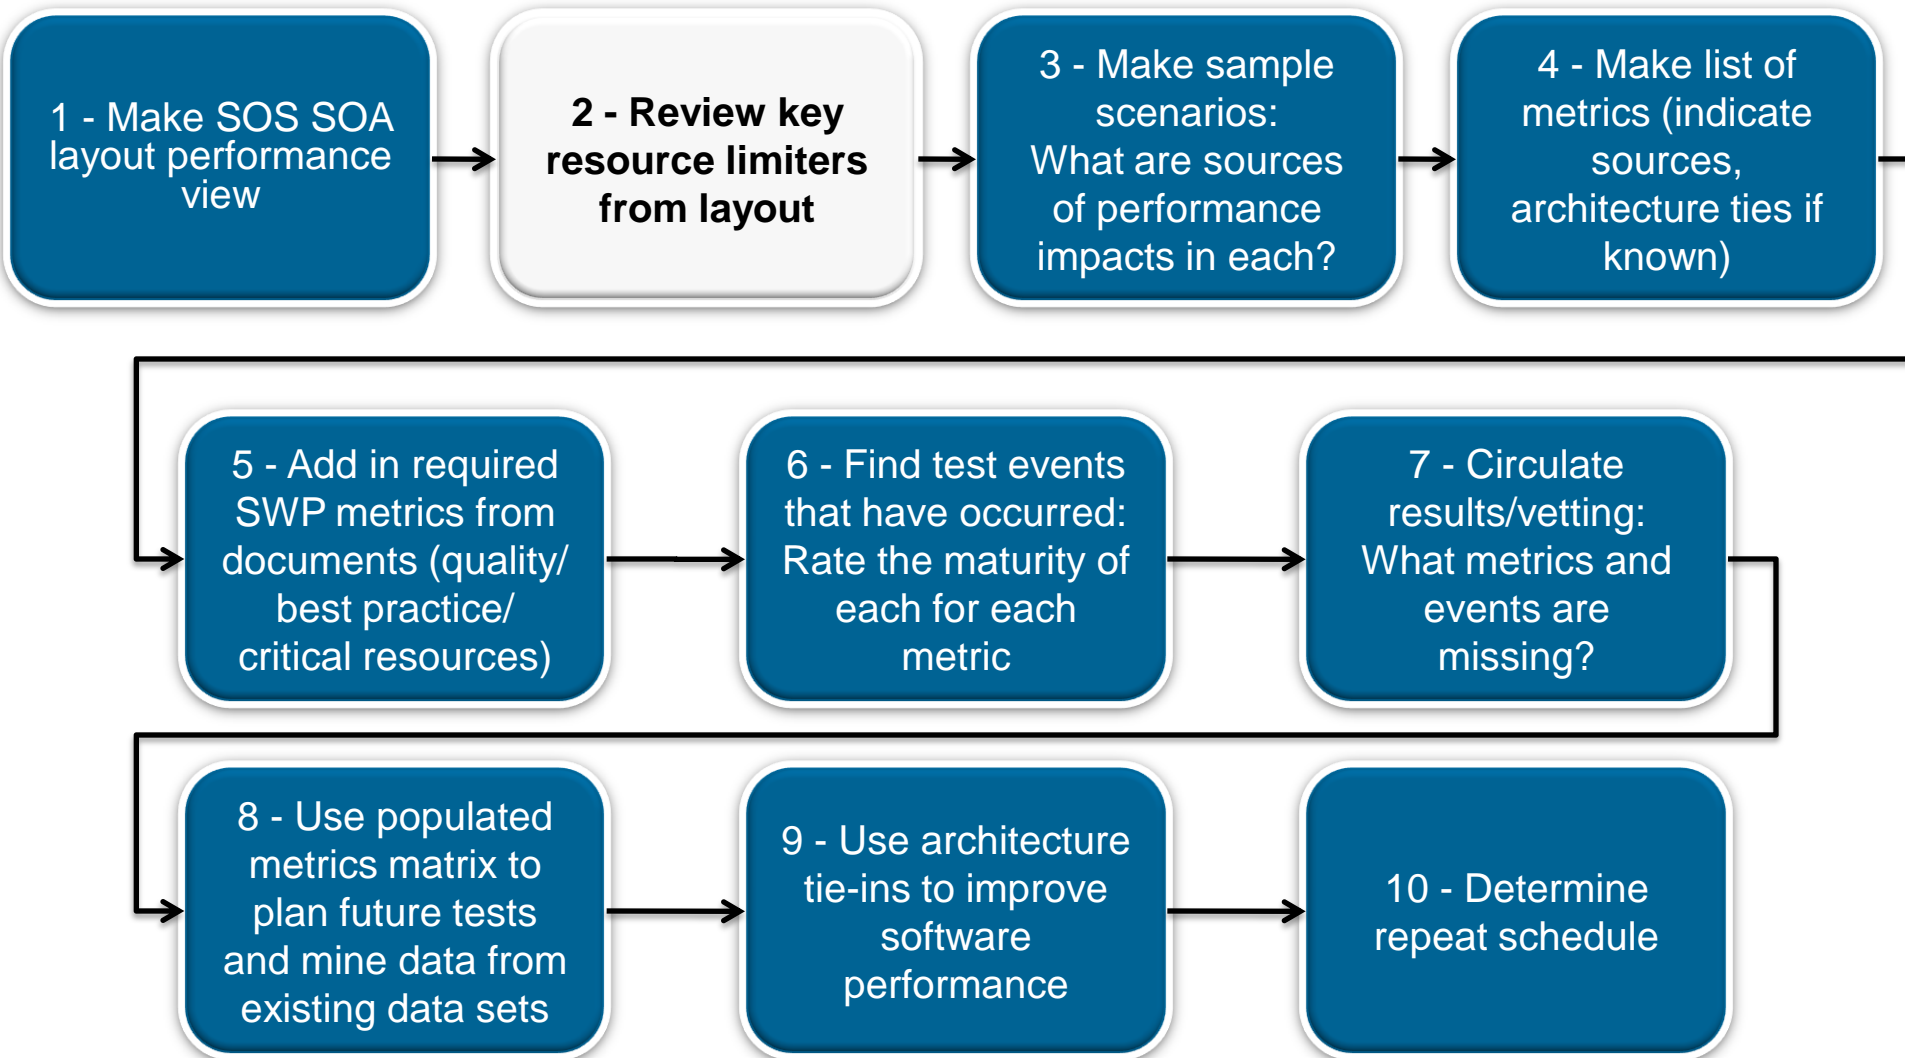 1 - Make SOS SOA
layout performance
view
2 - Review key
resource limiters
from layout
3 - Make sample
scenarios:
What are sources
of performance
impacts in each?
4 - Make list of
metrics (indicate
sources,
architecture ties if
known)
5 - Add in required
SWP metrics from
documents (quality/
best practice/
critical resources)
6 - Find test events
that have occurred:
Rate the maturity of
each for each
metric
7 - Circulate
results/vetting:
What metrics and
events are
missing?
8 - Use populated
metrics matrix to
plan future tests
and mine data from
existing data sets
9 - Use architecture
tie-ins to improve
software
performance
10 - Determine
repeat schedule